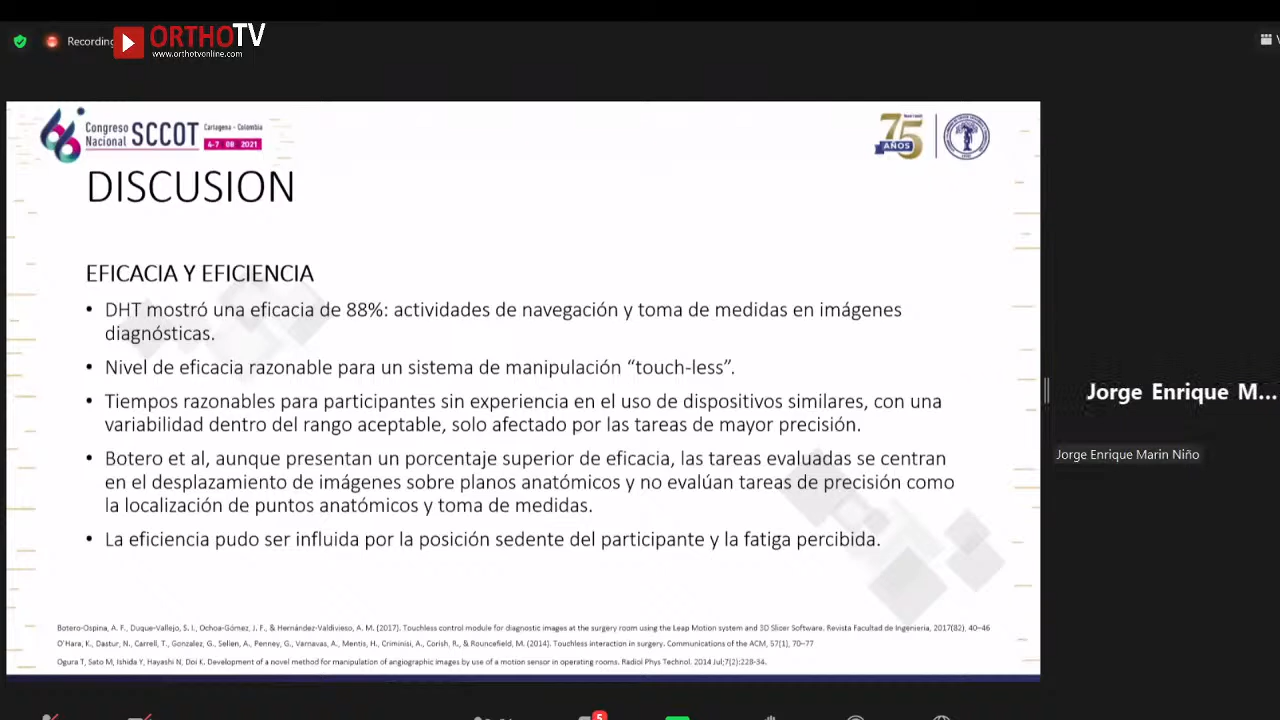 Recording
ORTHOTV
www.orthotvonline.com
66
Congreso
Nacional SCCOT
Cartagena - Colombia
4-7 08 2021
75
AÑOS
DISCUSION
EFICACIA Y EFICIENCIA
• DHT mostró una eficacia de 88%: actividades de navegación y toma de medidas en imágenes
diagnósticas.
• Nivel de eficacia razonable para un sistema de manipulación “touch-less”.
• Tiempos razonables para participantes sin experiencia en el uso de dispositivos similares, con una
variabilidad dentro del rango aceptable, solo afectado por las tareas de mayor precisión.
• Botero et al, aunque presentan un porcentaje superior de eficacia, las tareas evaluadas se centran
en el desplazamiento de imágenes sobre planos anatómicos y no evalúan tareas de precisión como
la localización de puntos anatómicos y toma de medidas.
• La eficiencia pudo ser influida por la posición sedente del participante y la fatiga percibida.
Botero-Ospina, A. F., Duque-Vallejo, S. I., Ochoa-Gómez, J. F., & Hernández-Valdivieso, A. M. (2017). Touchless control module for diagnostic images at the surgery room using the Leap Motion system and 3D Slicer Software. Revista Facultad de Ingenieria, 2017(82), 40–46
O'Hara, K., Dastur, N., Carrell, T., Gonzalez, G., Sellen, A., Penney, G., Varnavas, A., Mentis, H., Criminisi, A., Corish, R., & Rouncefield, M. (2014). Touchless interaction in surgery. Communications of the ACM, 57(1), 70–77
Ogura T, Sato M, Ishida Y, Hayashi N, Doi K. Development of a novel method for manipulation of angiographic images by use of a motion sensor in operating rooms. Radiol Phys Technol. 2014 Jul;7(2):228-34.
Jorge Enrique M...
Jorge Enrique Marin Niño
5